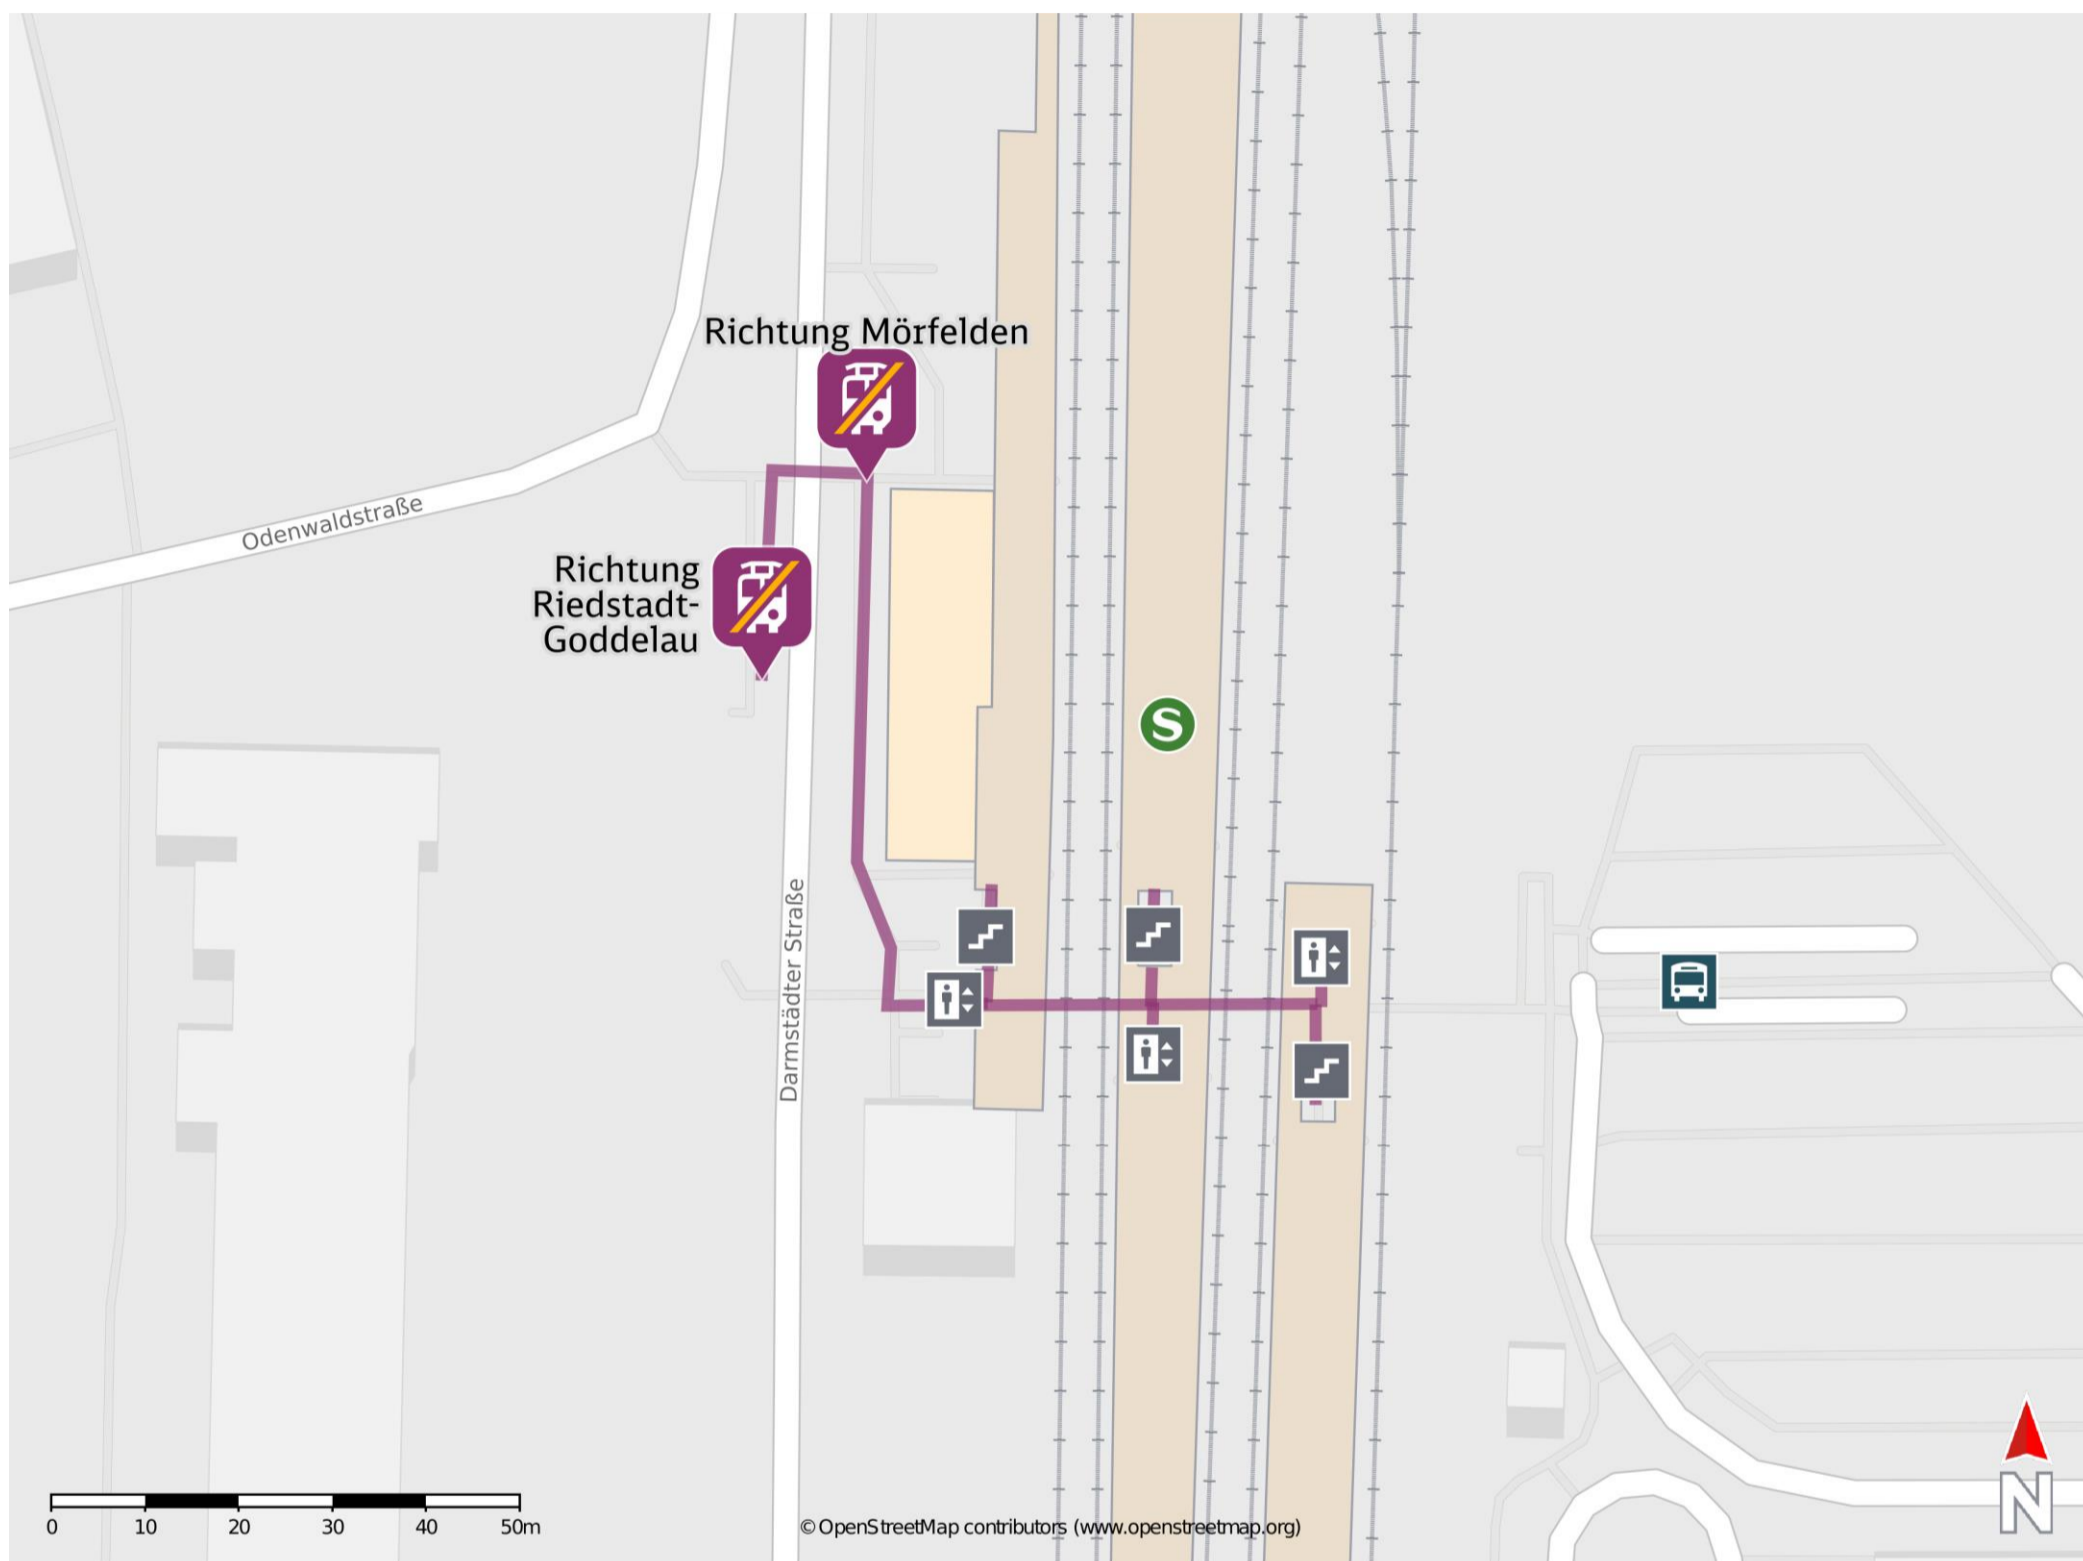 Richtung Mörfelden
Odenwaldstraße
Richtung
Riedstadt-
Goddelau
S
Darmstädter Straße
0 10 20 30 40 50m
© OpenStreetMap contributors (www.openstreetmap.org)
N